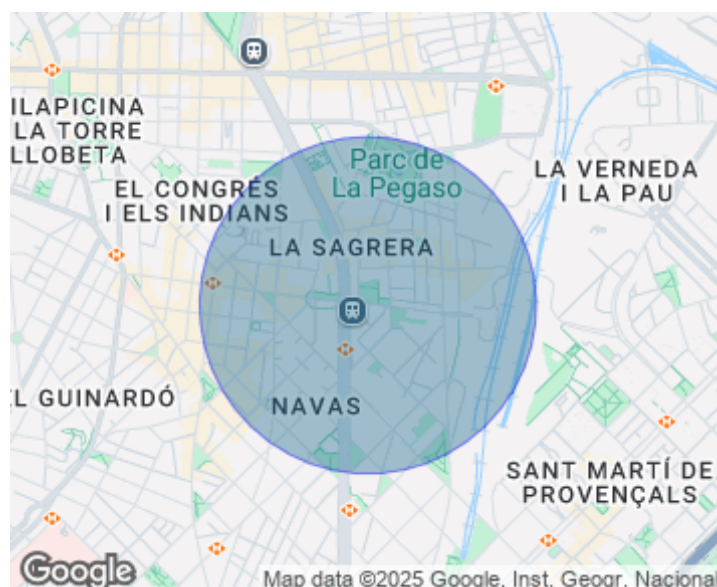 ILAPICINA
LA TORRE
LLOBETA
Parc de
La Pegaso
EL CONGRÉS
I ELS INDIANS
LA VERNEDA
I LA PAU
LA SAGRERA
EL GUINARDÓ
NAVAS
SANT MARTÍ DE
PROVENÇALS
Google
Map data ©2025 Google, Inst. Geogr. Nacional